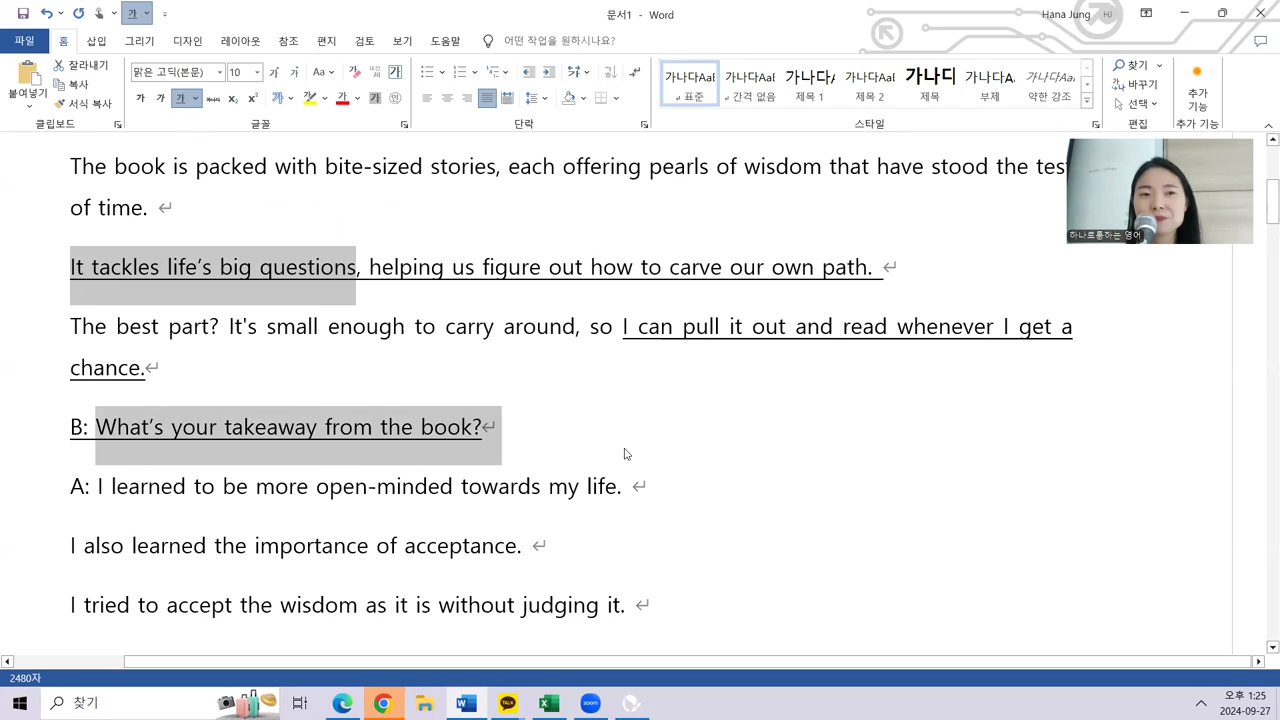 문서1 - Word
Hana Jung
HJ
파일
홈
삽입
그리기
디자인
레이아웃
참조
편지
검토
보기
도움말
어떤 작업을 원하시나요?
붙여넣기
잘라내기
복사
서식 복사
맑은 고딕(본문)
10
가나다AaI 가나다AaI 가나다A 가나다AaI 가나다 가나다A. 가나다AaI
표준 간격 없음 제목 1 제목 2 제목 부제 약한 강조
찾기
바꾸기
선택
추가
기능
클립보드
글꼴
단락
스타일
편집
추가 기능
The book is packed with bite-sized stories, each offering pearls of wisdom that have stood the test
of time.
하나로통하는 영어
It tackles life's big questions, helping us figure out how to carve our own path.
The best part? It's small enough to carry around, so I can pull it out and read whenever I get a
chance.
B: What's your takeaway from the book?
A: I learned to be more open-minded towards my life.
I also learned the importance of acceptance.
I tried to accept the wisdom as it is without judging it.
2480자
찾기
TALK
zoom
오후 1:25
2024-09-27